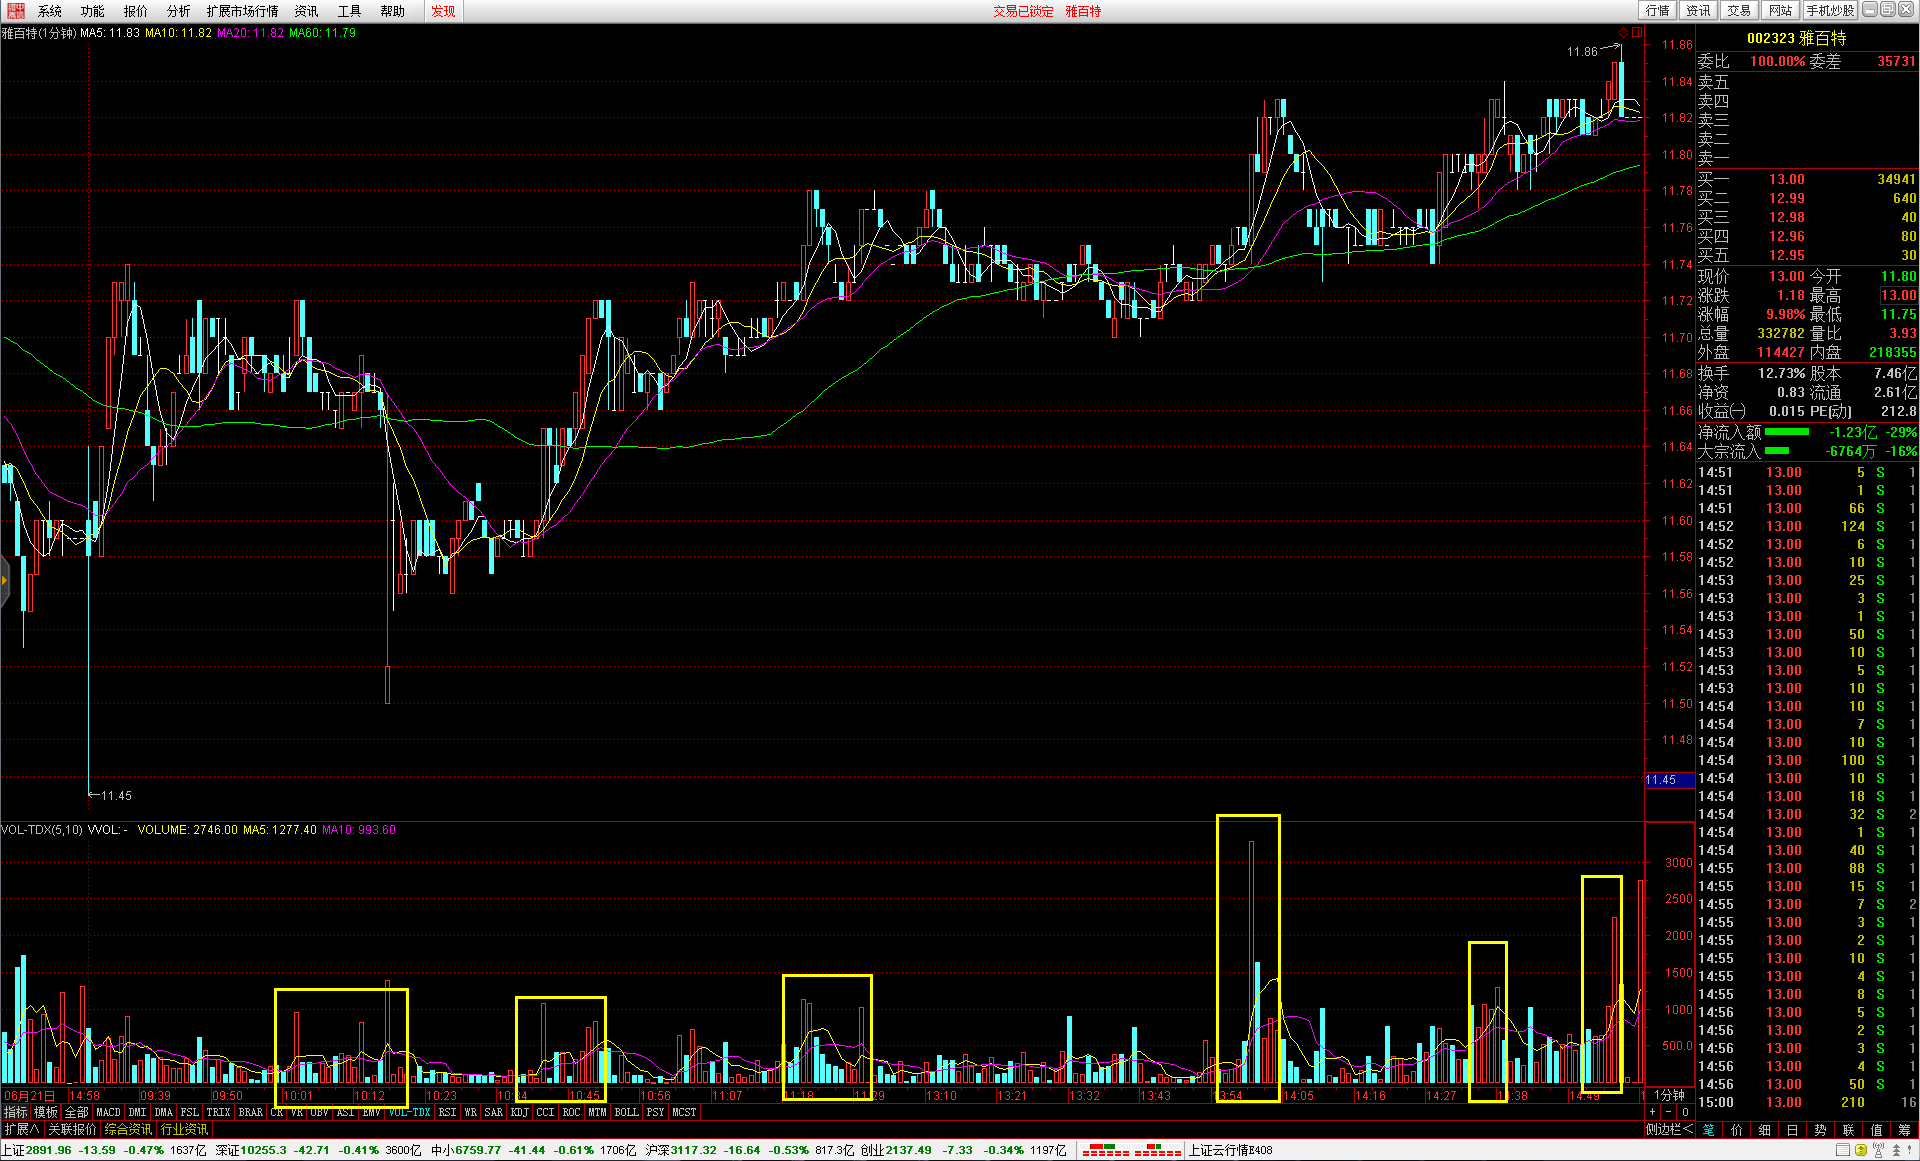 系统 功能 报价 分析 扩展市场行情 资讯 工具 帮助 发现 交易已锁定 雅百特 行情 资讯 交易 网站 手机炒股
雅百特(1分钟) MA5: 11.83 MA10: 11.82 MA20: 11.82 MA60: 11.79
11.86
11.45
11.86
11.84
11.82
11.80
11.78
11.76
11.74
11.72
11.70
11.68
11.66
11.64
11.62
11.60
11.58
11.56
11.54
11.52
11.50
11.48
11.45
VOL-TDX(5,10) VVOL: - VOLUME: 2746.00 MA5: 1277.40 MA10: 993.60
3000
2500
2000
1500
1000
500.0
06月21日 14:58 09:39 09:50 10:01 10:12 10:23 10:34 10:45 10:56 11:07 11:18 11:29 13:10 13:21 13:32 13:43 13:54 14:05 14:16 14:27 14:38 14:49 1分钟
指标 模板 全部 MACD DMI DMA FSL TRIX BRAR CR VR OBV ASI EMV VOL-TDX RSI WR SAR KDJ CCI ROC MTM BOLL PSY MCST + - 0
扩展∧ 关联报价 综合资讯 行业资讯 侧边栏< 笔 价 细 日 势 联 值 筹
002323 雅百特
委比 100.00% 委差 35731
卖五
卖四
卖三
卖二
卖一
买一 13.00 34941
买二 12.99 640
买三 12.98 40
买四 12.96 80
买五 12.95 30
现价 13.00 今开 11.80
涨跌 1.18 最高 13.00
涨幅 9.98% 最低 11.75
总量 332782 量比 3.93
外盘 114427 内盘 218355
换手 12.73% 股本 7.46亿
净资 0.83 流通 2.61亿
收益㈠ 0.015 PE(动) 212.8
净流入额 -1.23亿 -29%
大宗流入 -6764万 -16%
14:51 13.00 5 S 1
14:51 13.00 1 S 1
14:51 13.00 66 S 1
14:52 13.00 124 S 1
14:52 13.00 6 S 1
14:52 13.00 10 S 1
14:53 13.00 25 S 1
14:53 13.00 3 S 1
14:53 13.00 1 S 1
14:53 13.00 50 S 1
14:53 13.00 10 S 1
14:53 13.00 5 S 1
14:53 13.00 10 S 1
14:54 13.00 10 S 1
14:54 13.00 7 S 1
14:54 13.00 10 S 1
14:54 13.00 100 S 1
14:54 13.00 10 S 1
14:54 13.00 18 S 1
14:54 13.00 32 S 2
14:54 13.00 1 S 1
14:54 13.00 40 S 1
14:55 13.00 88 S 1
14:55 13.00 15 S 1
14:55 13.00 7 S 2
14:55 13.00 3 S 1
14:55 13.00 2 S 1
14:55 13.00 10 S 1
14:55 13.00 4 S 1
14:55 13.00 8 S 1
14:56 13.00 5 S 1
14:56 13.00 2 S 1
14:56 13.00 3 S 1
14:56 13.00 4 S 1
14:56 13.00 50 S 1
15:00 13.00 210 16
上证2891.96 -13.59 -0.47% 1637亿 深证10255.3 -42.71 -0.41% 3600亿 中小6759.77 -41.44 -0.61% 1706亿 沪深3117.32 -16.64 -0.53% 817.3亿 创业2137.49 -7.33 -0.34% 1197亿 上证云行情E408